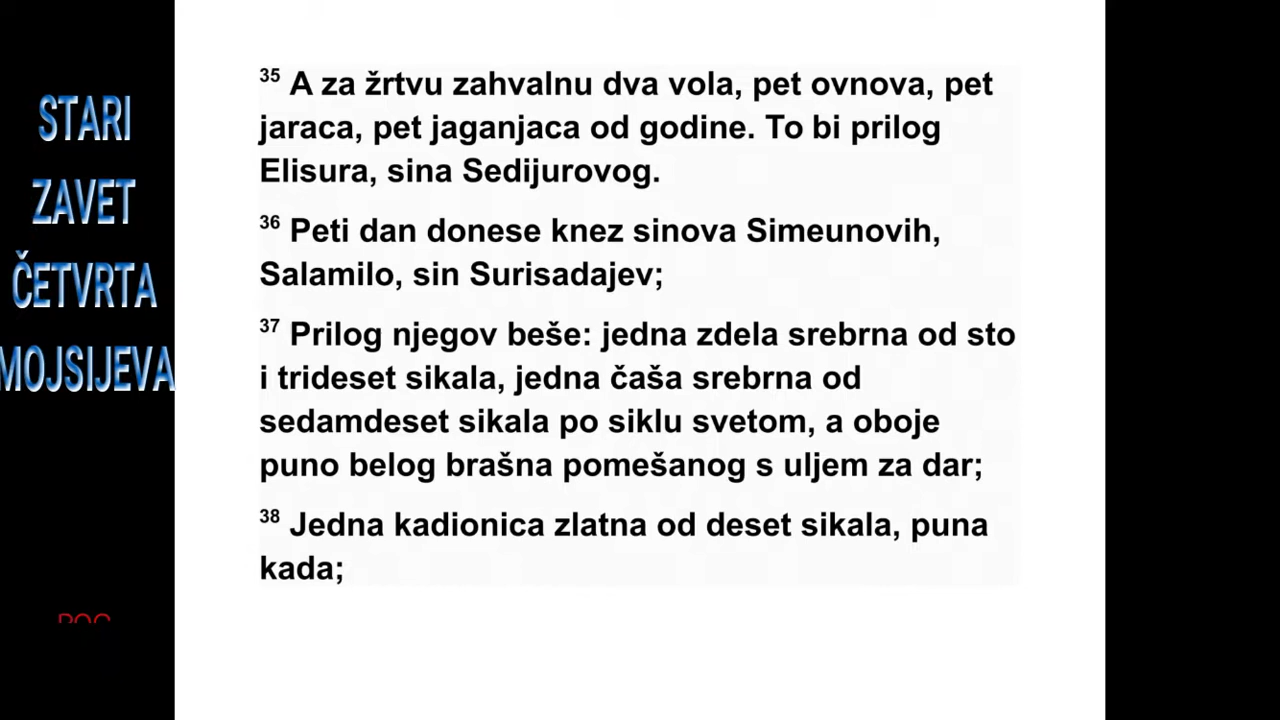 STARI
ZAVET
ČETVRTA
MOJSIJEVA
35 A za žrtvu zahvalnu dva vola, pet ovnova, pet
jaraca, pet jaganjaca od godine. To bi prilog
Elisura, sina Sedijurovog.
36 Peti dan donese knez sinova Simeunovih,
Salamilo, sin Surisadajev;
37 Prilog njegov beše: jedna zdela srebrna od sto
i trideset sikala, jedna čaša srebrna od
sedamdeset sikala po siklu svetom, a oboje
puno belog brašna pomešanog s uljem za dar;
38 Jedna kadionica zlatna od deset sikala, puna
kada;